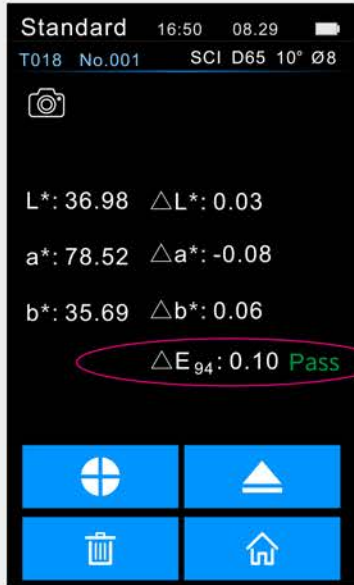 Standard 16:50 08.29
T018 No.001 SCI D65 10° Ø8
L*: 36.98 △L*: 0.03
a*: 78.52 △a*: -0.08
b*: 35.69 △b*: 0.06
△E94: 0.10 Pass